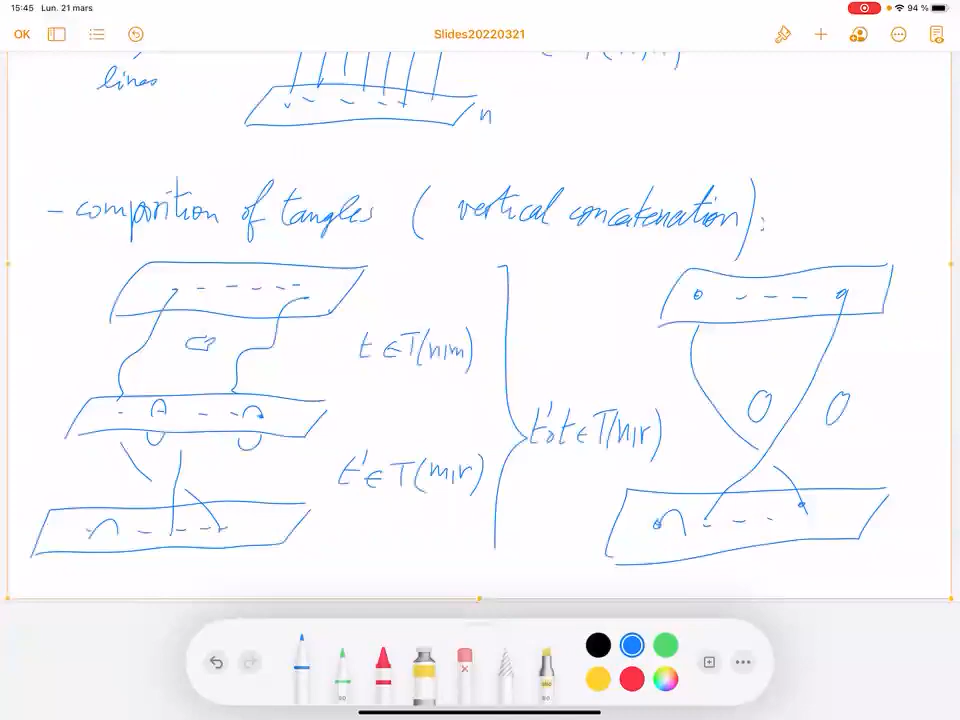 15:45 Lun. 21 mars
94 %
OK
Slides20220321
lines
n
- composition of tangles ( vertical concatenation ) :
t ∈ T(n,m)
t' ∈ T(m,r)
t' ∘ t ∈ T(n,r)